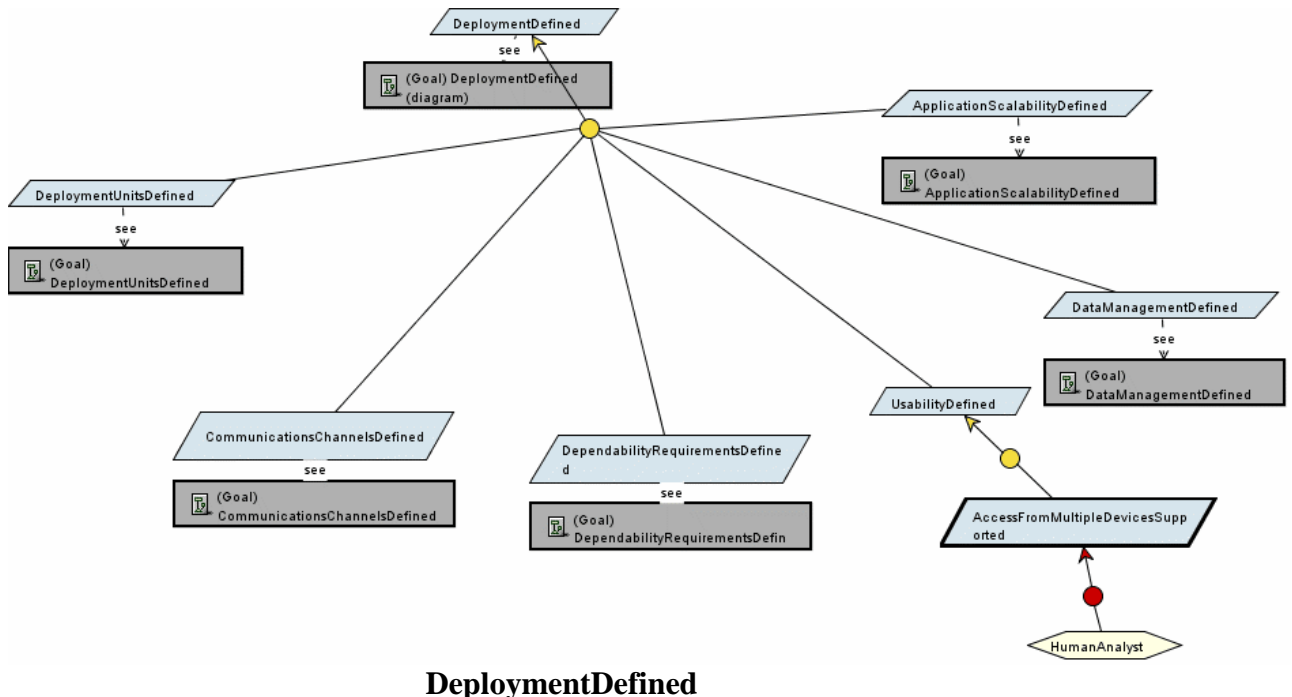 DeploymentDefined
see
(Goal) DeploymentDefined
(diagram)
ApplicationScalabilityDefined
see
(Goal)
ApplicationScalabilityDefined
DeploymentUnitsDefined
see
(Goal)
DeploymentUnitsDefined
DataManagementDefined
see
(Goal)
DataManagementDefined
UsabilityDefined
CommunicationsChannelsDefined
see
(Goal)
CommunicationsChannelsDefined
DependabilityRequirementsDefine
d
see
(Goal)
DependabilityRequirementsDefin
AccessFromMultipleDevicesSupp
orted
HumanAnalyst
DeploymentDefined